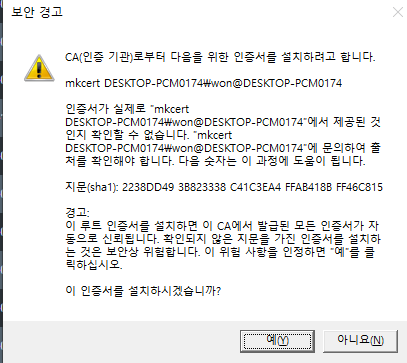 보안 경고
CA(인증 기관)로부터 다음을 위한 인증서를 설치하려고 합니다.
mkcert DESKTOP-PCM0174₩won@DESKTOP-PCM0174
인증서가 실제로 "mkcert
DESKTOP-PCM0174₩won@DESKTOP-PCM0174"에서 제공된 것
인지 확인할 수 없습니다. "mkcert
DESKTOP-PCM0174₩won@DESKTOP-PCM0174"에 문의하여 출
처를 확인해야 합니다. 다음 숫자는 이 과정에 도움이 됩니다.
지문(sha1): 2238DD49 3B823338 C41C3EA4 FFAB418B FF46C815
경고:
이 루트 인증서를 설치하면 이 CA에서 발급된 모든 인증서가 자
동으로 신뢰됩니다. 확인되지 않은 지문을 가진 인증서를 설치하
는 것은 보안상 위험합니다. 이 위험 사항을 인정하면 "예"를 클
릭하십시오.
이 인증서를 설치하시겠습니까?
예(Y)
아니요(N)